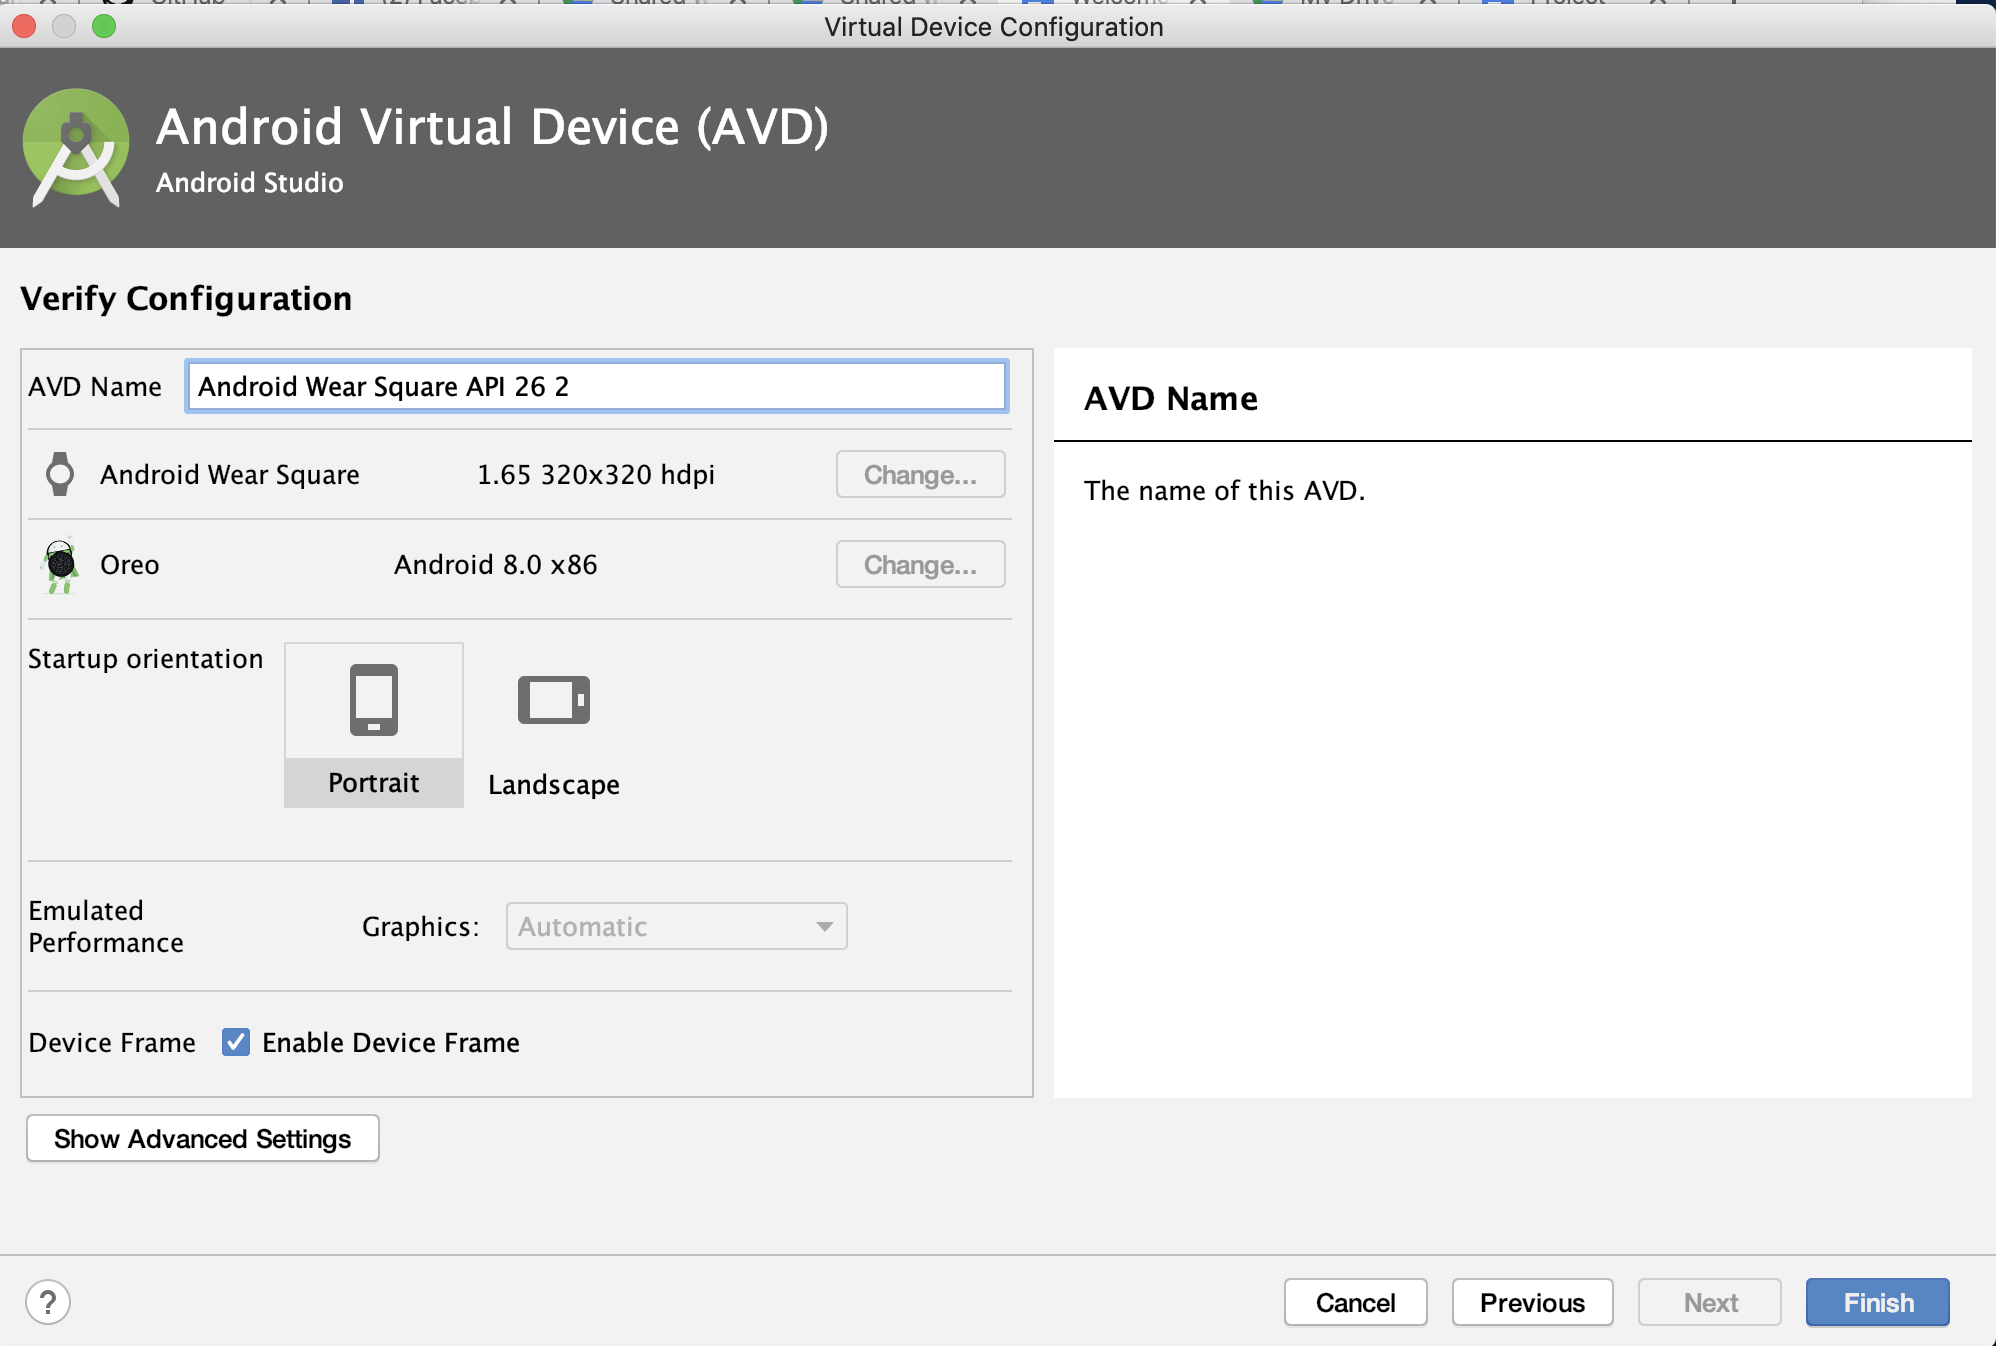 Virtual Device Configuration
Android Virtual Device (AVD)
Android Studio
Verify Configuration
AVD Name Android Wear Square API 26 2
Android Wear Square 1.65 320x320 hdpi Change...
Oreo Android 8.0 x86 Change...
Startup orientation
Portrait Landscape
Emulated
Performance
Graphics: Automatic
Device Frame Enable Device Frame
Show Advanced Settings
AVD Name
The name of this AVD.
? Cancel Previous Next Finish